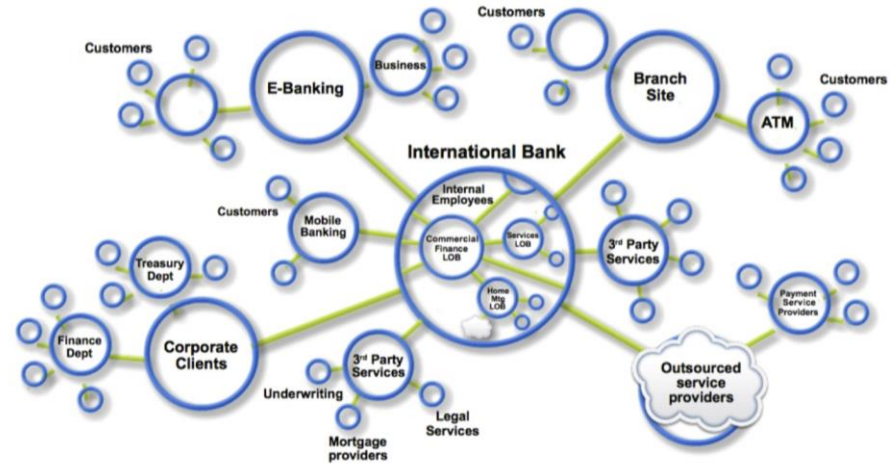 Customers
E-Banking
Business
Customers
Branch
Site
Customers
ATM
International Bank
Internal
Employees
Commercial
Finance
LOB
Services
LOB
Home
Mtg
LOB
Customers
Mobile
Banking
3rd Party
Services
Treasury
Dept
Finance
Dept
Corporate
Clients
3rd Party
Services
Underwriting
Mortgage
providers
Legal
Services
Payment
Service
Providers
Outsourced
service
providers